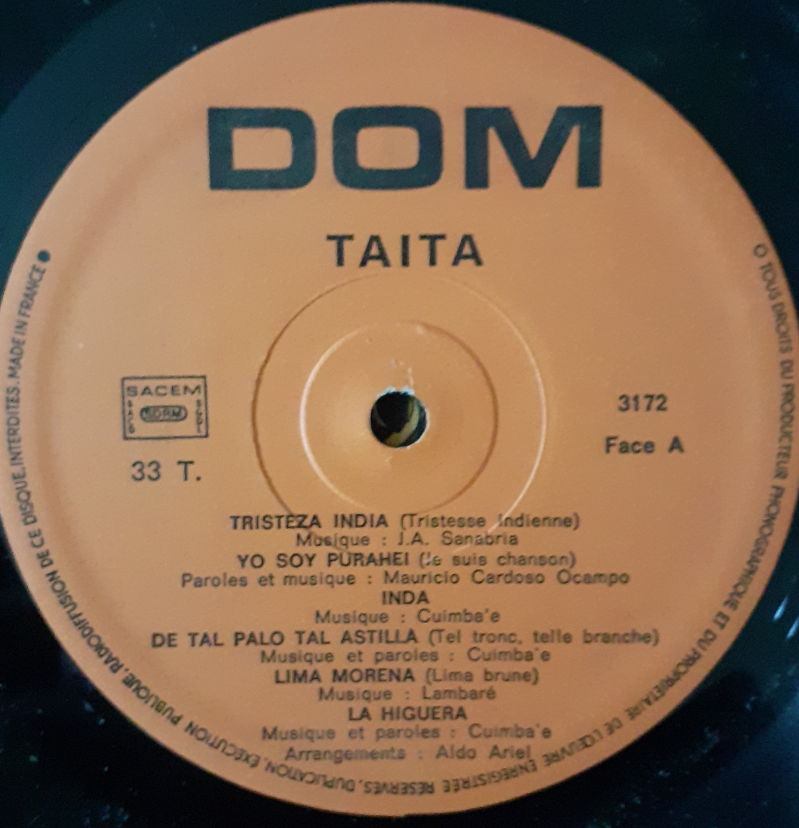 DOM
TAITA
SACEM
SACD
SDRM
SGDL
33 T.
3172
Face A
TRISTEZA INDIA (Tristesse Indienne)
Musique : J.A. Sanabria
YO SOY PURAHEI (Je suis chanson)
Paroles et musique : Mauricio Cardoso Ocampo
INDA
Musique : Cuimba'e
DE TAL PALO TAL ASTILLA (Tel tronc, telle branche)
Musique et paroles : Cuimba'e
LIMA MORENA (Lima brune)
Musique : Lambaré
LA HIGUERA
Musique et paroles : Cuimba'e
Arrangements : Aldo Ariel
O TOUS DROITS DU PRODUCTEUR PHONOGRAPHIQUE ET DU PROPRIETAIRE DE L'ŒUVRE ENREGISTREE RESERVES, DUPLICATION, EXECUTION PUBLIQUE, RADIODIFFUSION DE CE DISQUE, INTERDITES. MADE IN FRANCE ●